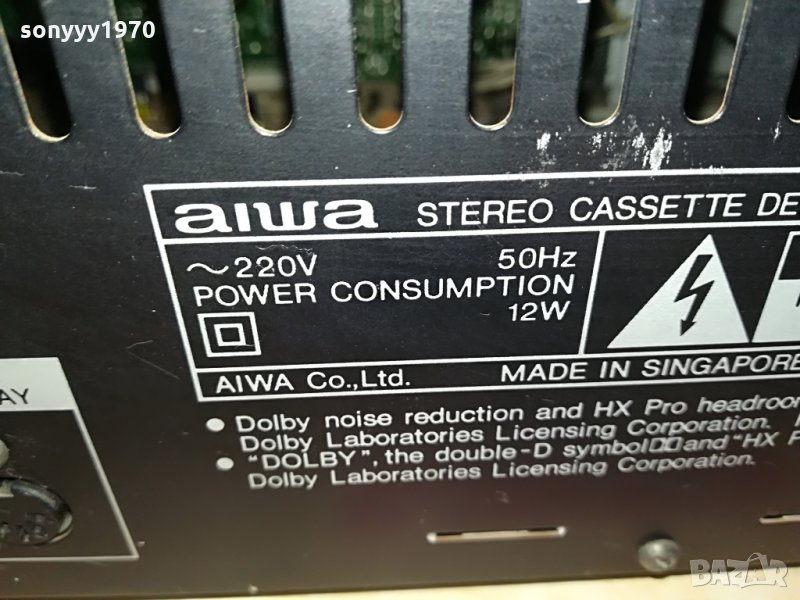 sonyyy1970
aiwa STEREO CASSETTE DE
~220V 50Hz
POWER CONSUMPTION
12W
AIWA Co.,Ltd. MADE IN SINGAPORE
AY
• Dolby noise reduction and HX Pro headroo
Dolby Laboratories Licensing Corporation.
• "DOLBY", the double-D symbol and "HX P
Dolby Laboratories Licensing Corporation.
BAZAR